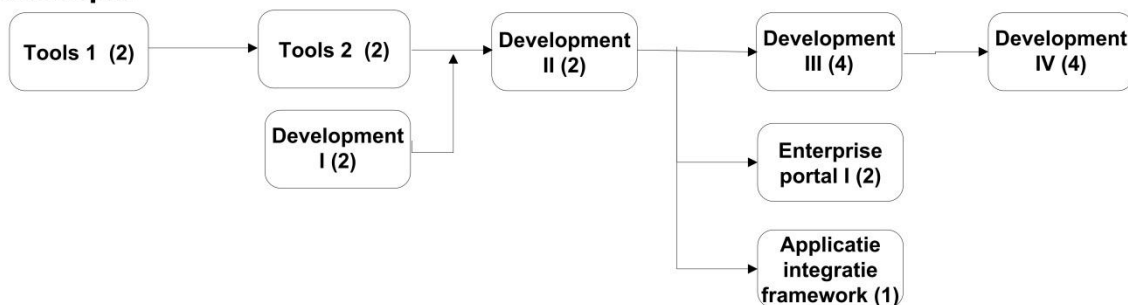 Tools 1 (2)
Tools 2 (2)
Development
II (2)
Development
III (4)
Development
IV (4)
Development
I (2)
Enterprise
portal I (2)
Applicatie
integratie
framework (1)